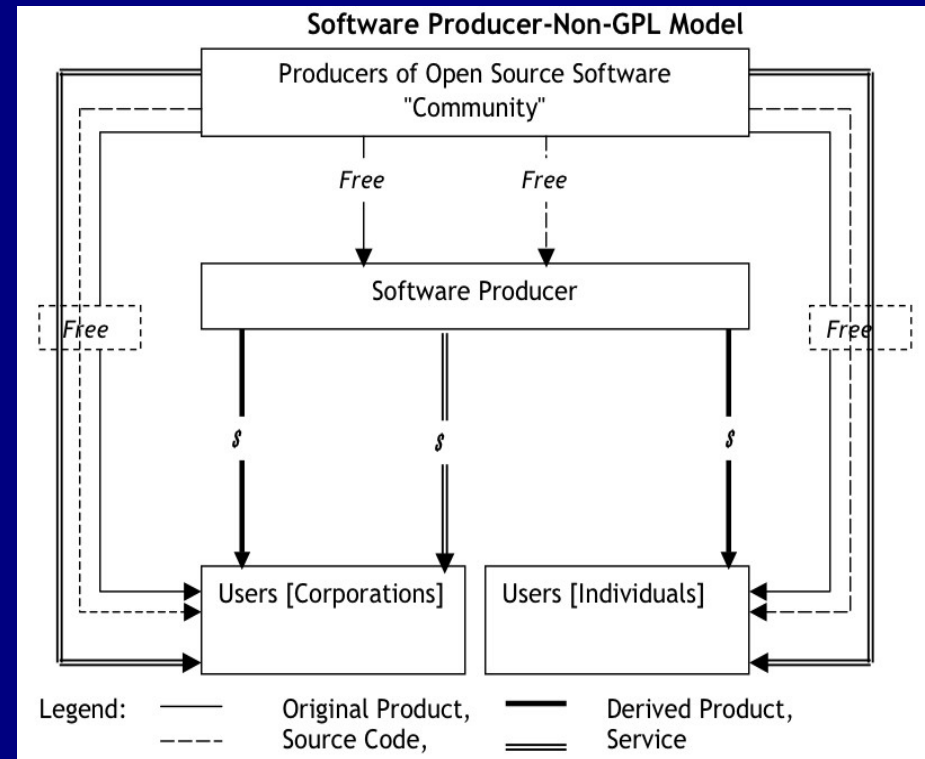 Software Producer-Non-GPL Model
Producers of Open Source Software
"Community"
Free Free
Software Producer
Free Free
$ $ $
Users [Corporations] Users [Individuals]
Legend: Original Product, Derived Product,
Source Code, Service